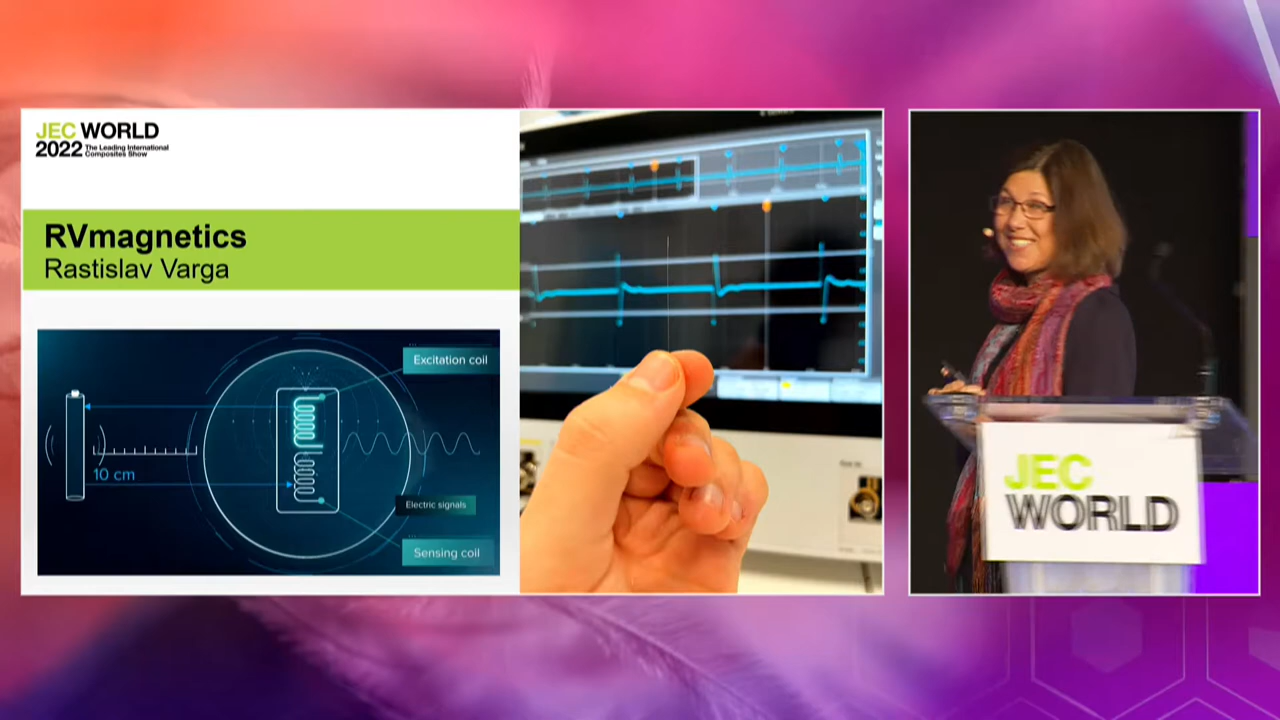 JEC WORLD
2022 The Leading International
Composites Show
RVmagnetics
Rastislav Varga
Excitation coil
10 cm
Electric signals
Sensing coil
JEC
WORLD